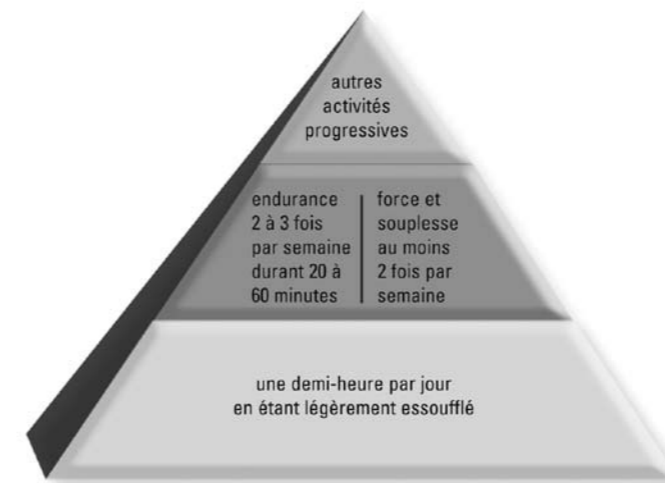 autres
activités
progressives
endurance
2 à 3 fois
par semaine
durant 20 à
60 minutes
force et
souplesse
au moins
2 fois par
semaine
une demi-heure par jour
en étant légèrement essoufflé